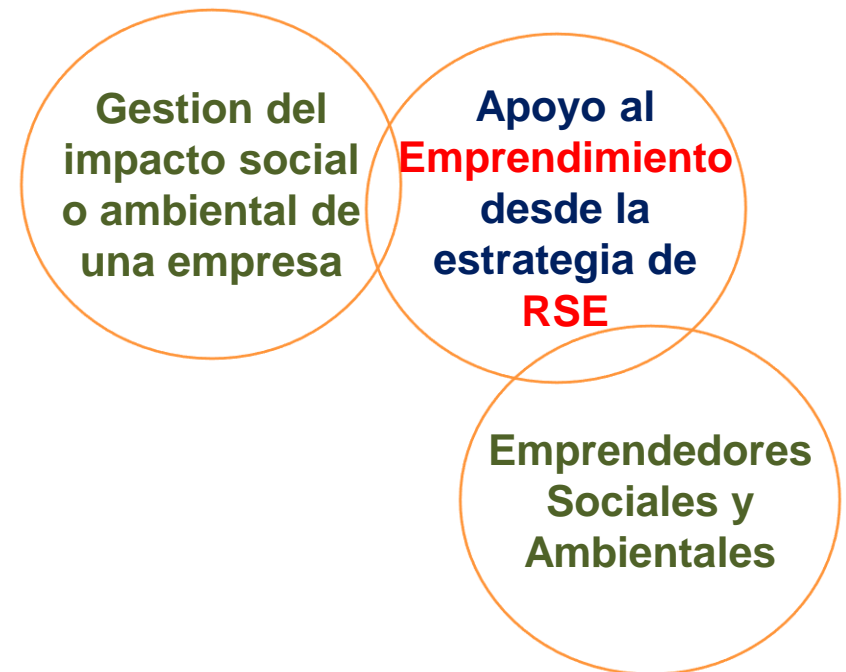 Gestion del
impacto social
o ambiental de
una empresa
Apoyo al
Emprendimiento
desde la
estrategia de
RSE
Emprendedores
Sociales y
Ambientales